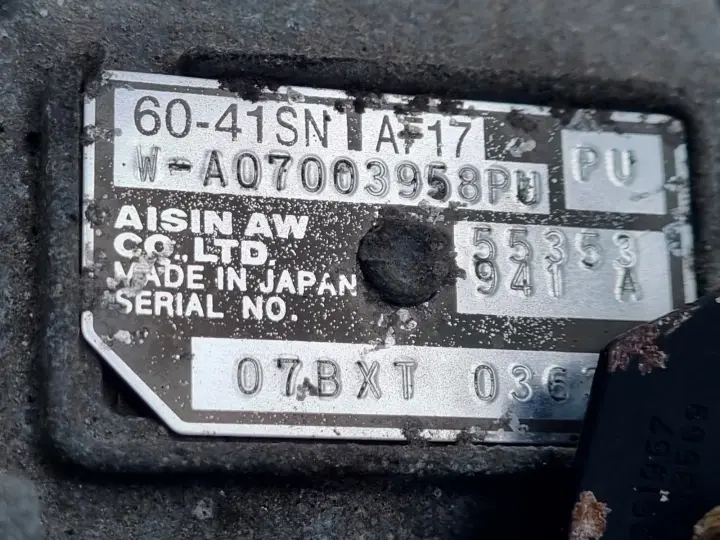 60-41SN AF17
W-A07003958PU PU
AISIN AW
CO.,LTD.
MADE IN JAPAN
SERIAL NO.
55353
941 A
07BXT